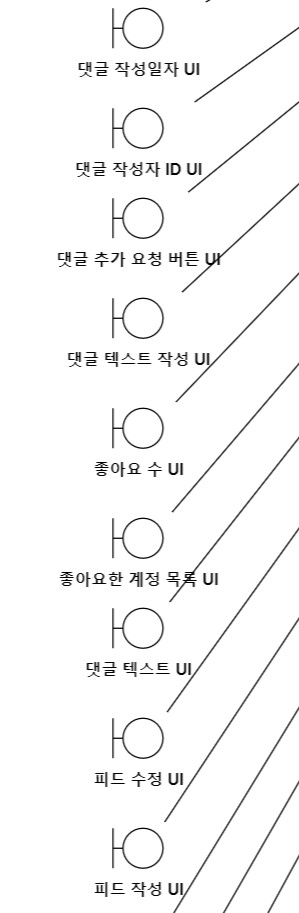 댓글 작성일자 UI
댓글 작성자 ID UI
댓글 추가 요청 버튼 UI
댓글 텍스트 작성 UI
좋아요 수 UI
좋아요한 계정 목록 UI
댓글 텍스트 UI
피드 수정 UI
피드 작성 UI